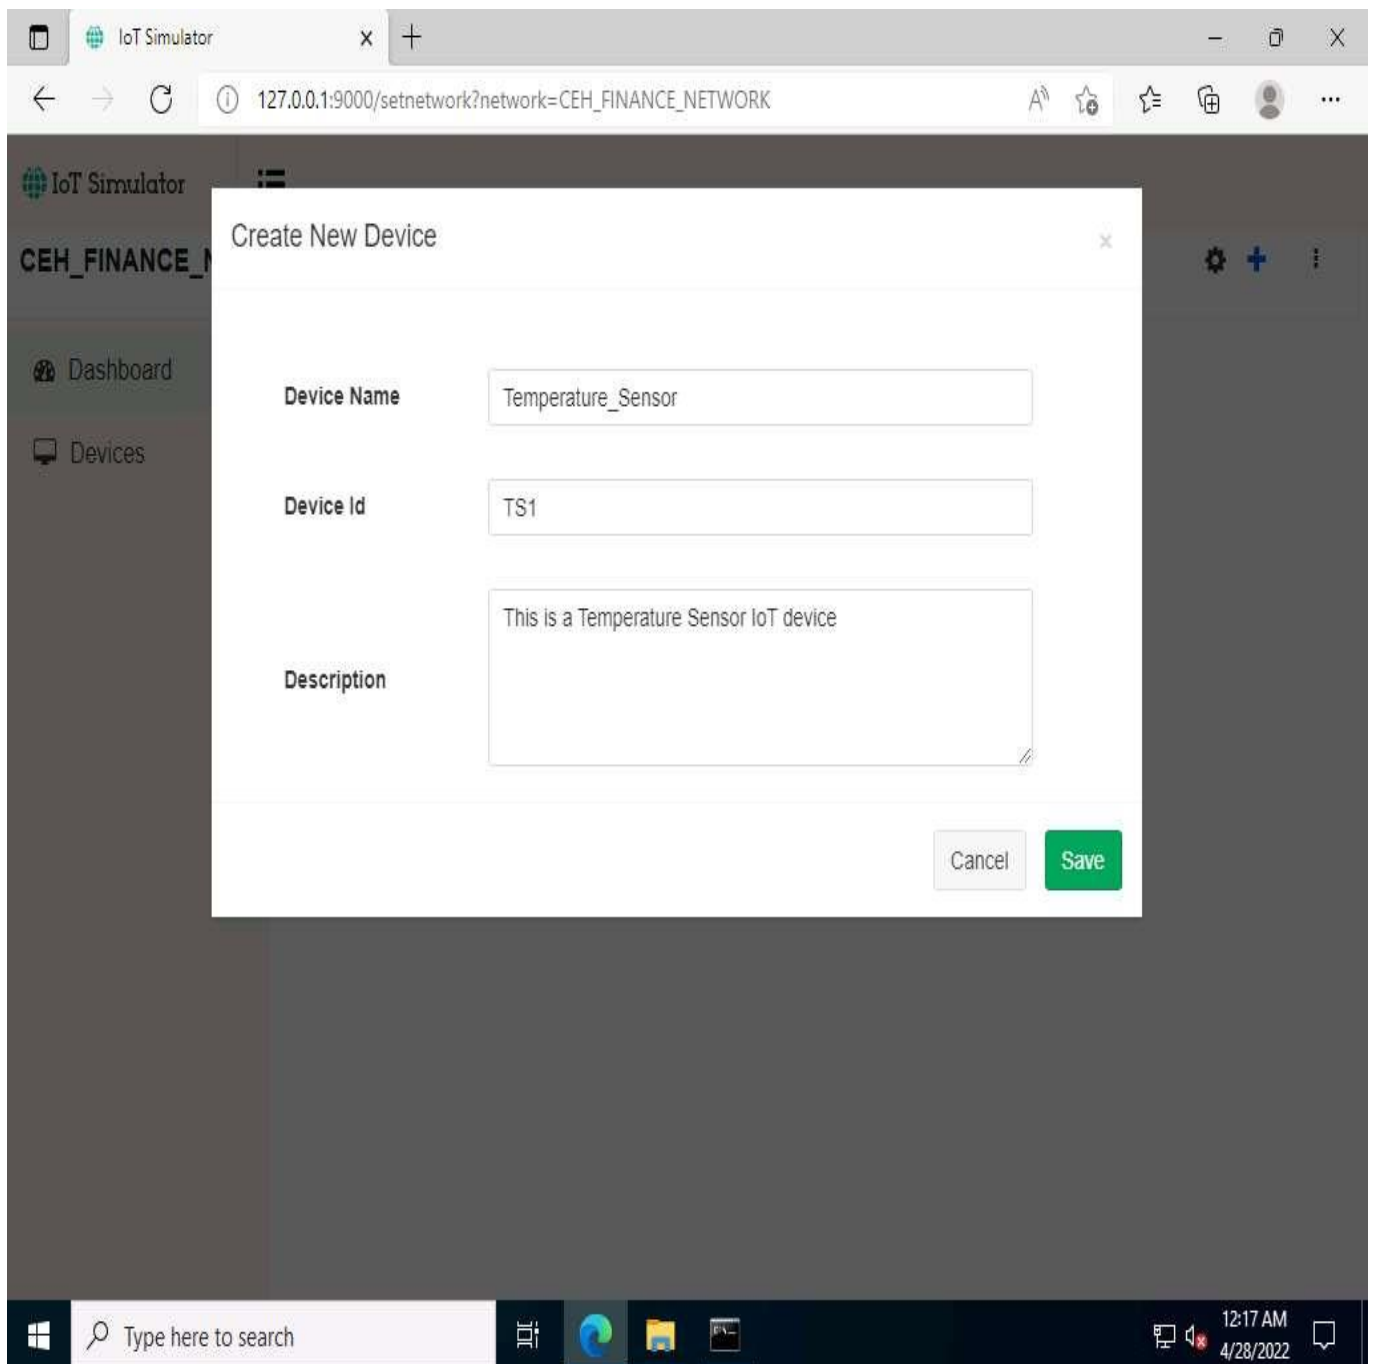 IoT Simulator
127.0.0.1:9000/setnetwork?network=CEH_FINANCE_NETWORK
IoT Simulator
CEH_FINANCE_N
Dashboard
Devices
Create New Device
Device Name
Temperature_Sensor
Device Id
TS1
Description
This is a Temperature Sensor IoT device
Cancel
Save
Type here to search
12:17 AM
4/28/2022